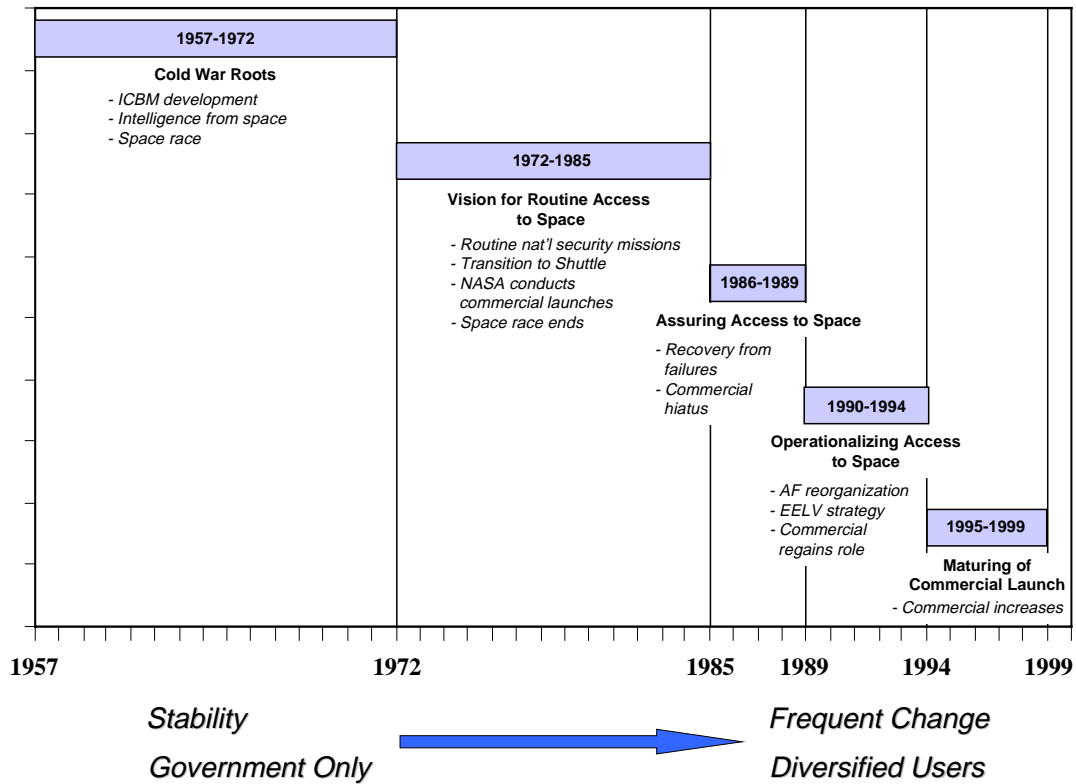 1957-1972
Cold War Roots
- ICBM development
- Intelligence from space
- Space race
1972-1985
Vision for Routine Access
to Space
- Routine nat'l security missions
- Transition to Shuttle
- NASA conducts
commercial launches
- Space race ends
1986-1989
Assuring Access to Space
- Recovery from
failures
- Commercial
hiatus
1990-1994
Operationalizing Access
to Space
- AF reorganization
- EELV strategy
- Commercial
regains role
1995-1999
Maturing of
Commercial Launch
- Commercial increases
1957 1972 1985 1989 1994 1999
Stability
Government Only
Frequent Change
Diversified Users